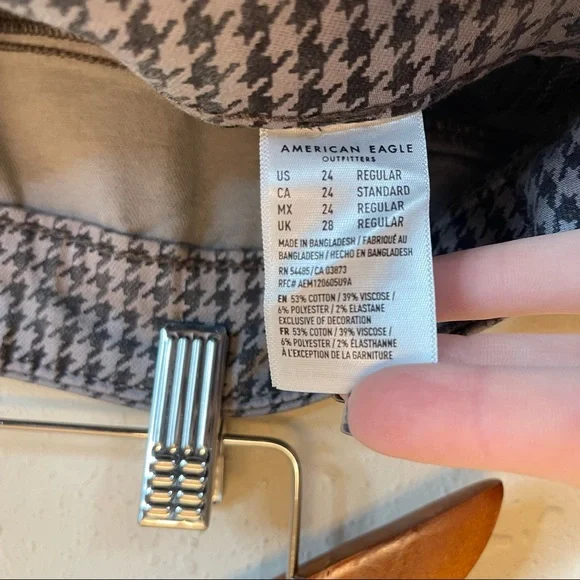 AMERICAN EAGLE
OUTFITTERS
US 24 REGULAR
CA 24 STANDARD
MX 24 REGULAR
UK 28 REGULAR
MADE IN BANGLADESH / FABRIQUÉ AU
BANGLADESH / HECHO EN BANGLADESH
RN 54485/CA 03873
RFC# AEM120605U9A
EN 53% COTTON / 39% VISCOSE /
6% POLYESTER / 2% ELASTANE
EXCLUSIVE OF DECORATION
FR 53% COTTON / 39% VISCOSE /
6% POLYESTER / 2% ÉLASTHANNE
À L'EXCEPTION DE LA GARNITURE